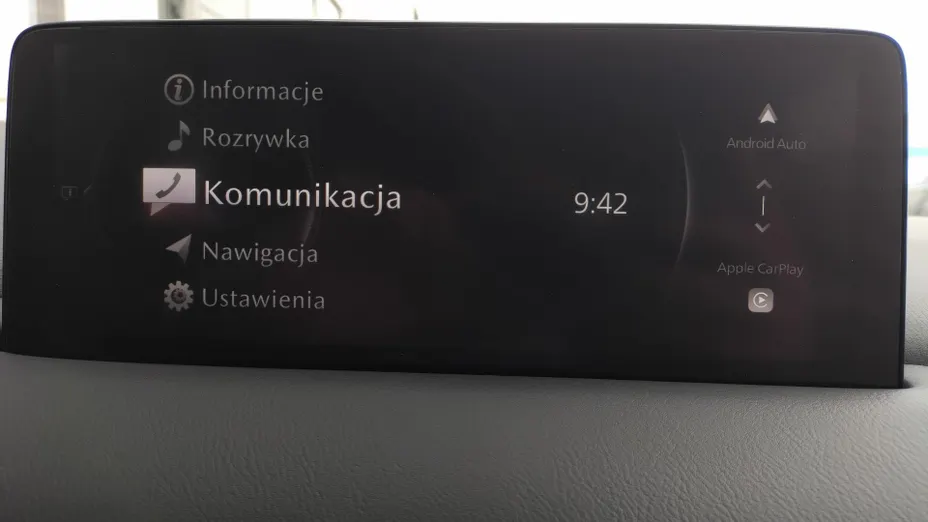 Informacje
Rozrywka
Komunikacja
Nawigacja
Ustawienia
9:42
Android Auto
Apple CarPlay